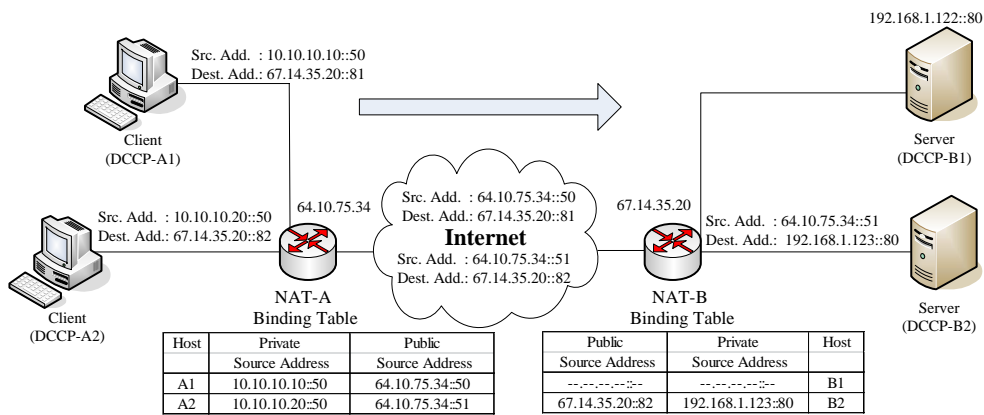 192.168.1.122::80
Src. Add. : 10.10.10.10::50
Dest. Add.: 67.14.35.20::81
Client
(DCCP-A1)
Server
(DCCP-B1)
Src. Add. : 10.10.10.20::50
Dest. Add.: 67.14.35.20::82
64.10.75.34
Src. Add. : 64.10.75.34::50
Dest. Add.: 67.14.35.20::81
Internet
Src. Add. : 64.10.75.34::51
Dest. Add.: 67.14.35.20::82
67.14.35.20
Src. Add. : 64.10.75.34::51
Dest. Add.: 192.168.1.123::80
Client
(DCCP-A2)
NAT-A
Binding Table
NAT-B
Binding Table
Server
(DCCP-B2)
Host Private Public
Source Address Source Address
A1 10.10.10.10::50 64.10.75.34::50
A2 10.10.10.20::50 64.10.75.34::51
Public Private Host
Source Address Source Address
--.--.--.--::-- --.--.--.--::-- B1
67.14.35.20::82 192.168.1.123::80 B2